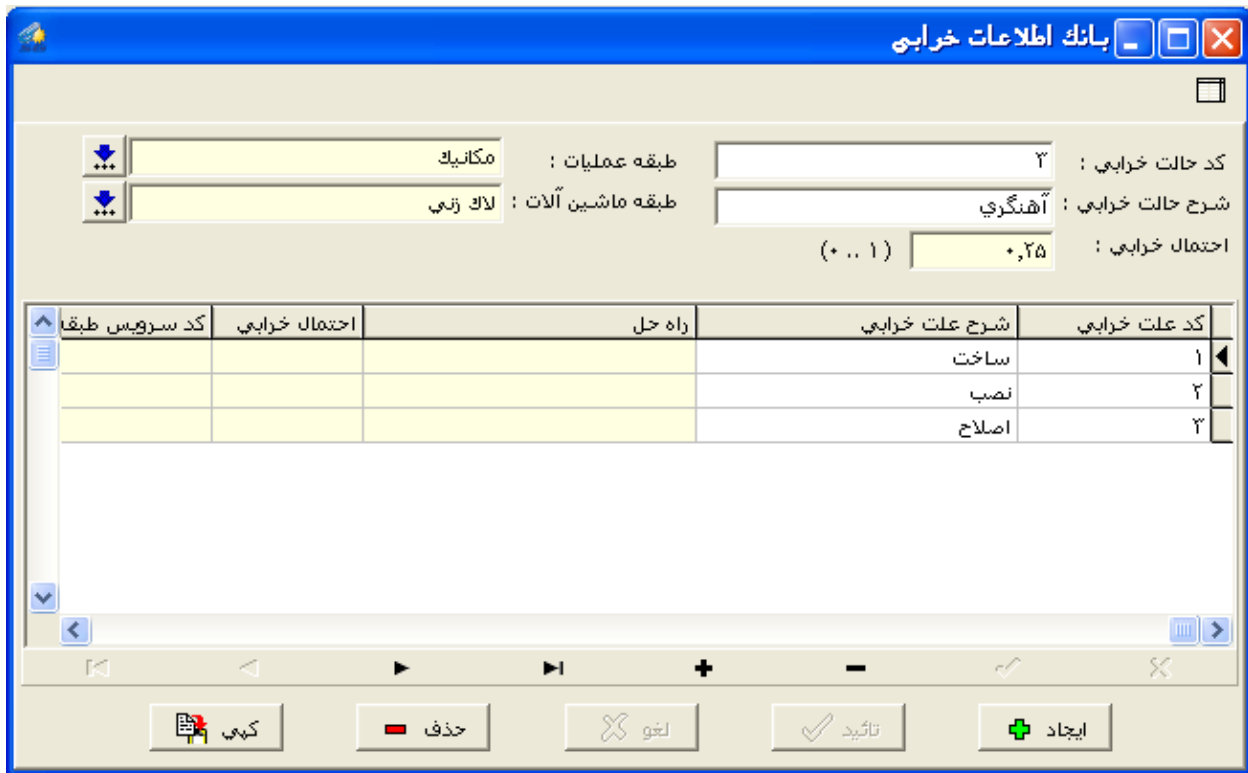 بانك اطلاعات خرابي
كد حالت خرابي : ۳ طبقه عمليات : مكانيك
شرح حالت خرابي : آهنگري طبقه ماشين آلات : لاك زني
احتمال خرابي : ۰,۲۵ (۰ .. ۱)
كد علت خرابي شرح علت خرابي راه حل احتمال خرابي كد سرويس طبقه
۱ ساخت
۲ نصب
۳ اصلاح
ايجاد تائيد لغو حذف كپي